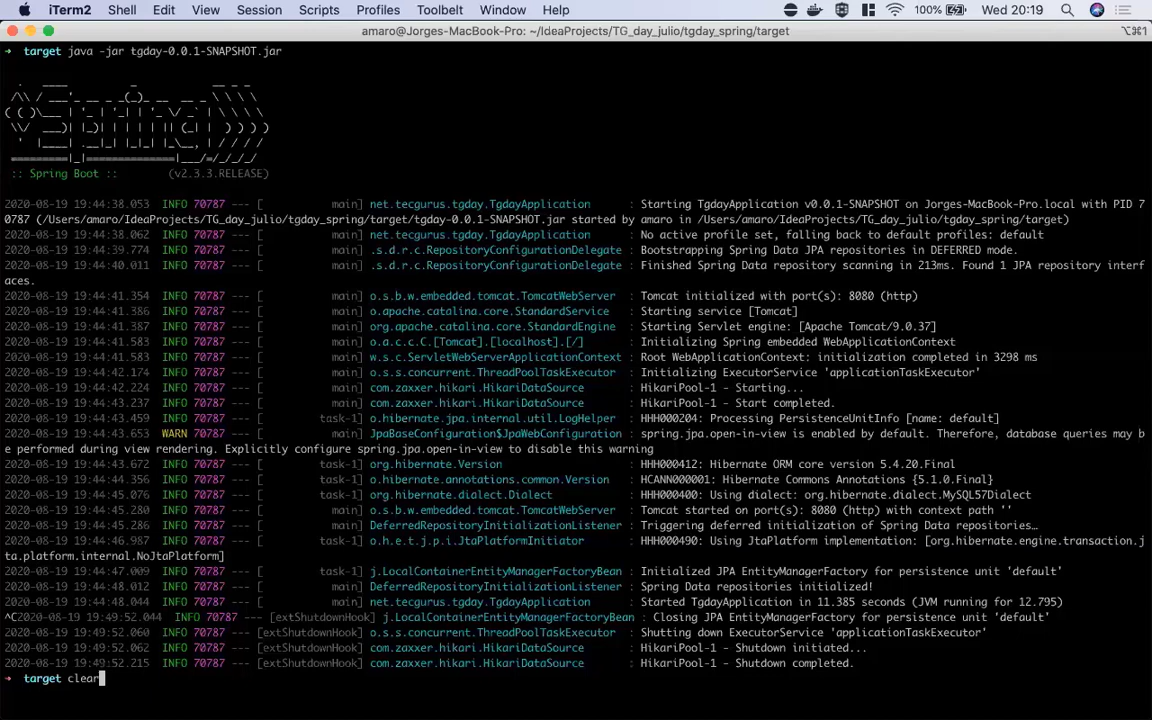 iTerm2 Shell Edit View Session Scripts Profiles Toolbelt Window Help 100% Wed 20:19
amaro@Jorges-MacBook-Pro: ~/IdeaProjects/TG_day_julio/tgday_spring/target ⌥⌘1
→ target java -jar tgday-0.0.1-SNAPSHOT.jar
:: Spring Boot :: (v2.3.3.RELEASE)
2020-08-19 19:44:38.053 INFO 70787 --- [ main] net.tecgurus.tgday.TgdayApplication : Starting TgdayApplication v0.0.1-SNAPSHOT on Jorges-MacBook-Pro.local with PID 7
0787 (/Users/amaro/IdeaProjects/TG_day_julio/tgday_spring/target/tgday-0.0.1-SNAPSHOT.jar started by amaro in /Users/amaro/IdeaProjects/TG_day_julio/tgday_spring/target)
2020-08-19 19:44:38.062 INFO 70787 --- [ main] net.tecgurus.tgday.TgdayApplication : No active profile set, falling back to default profiles: default
2020-08-19 19:44:39.774 INFO 70787 --- [ main] .s.d.r.c.RepositoryConfigurationDelegate : Bootstrapping Spring Data JPA repositories in DEFERRED mode.
2020-08-19 19:44:40.011 INFO 70787 --- [ main] .s.d.r.c.RepositoryConfigurationDelegate : Finished Spring Data repository scanning in 213ms. Found 1 JPA repository interf
aces.
2020-08-19 19:44:41.354 INFO 70787 --- [ main] o.s.b.w.embedded.tomcat.TomcatWebServer : Tomcat initialized with port(s): 8080 (http)
2020-08-19 19:44:41.386 INFO 70787 --- [ main] o.apache.catalina.core.StandardService : Starting service [Tomcat]
2020-08-19 19:44:41.387 INFO 70787 --- [ main] org.apache.catalina.core.StandardEngine : Starting Servlet engine: [Apache Tomcat/9.0.37]
2020-08-19 19:44:41.583 INFO 70787 --- [ main] o.a.c.c.C.[Tomcat].[localhost].[/] : Initializing Spring embedded WebApplicationContext
2020-08-19 19:44:41.583 INFO 70787 --- [ main] w.s.c.ServletWebServerApplicationContext : Root WebApplicationContext: initialization completed in 3298 ms
2020-08-19 19:44:42.174 INFO 70787 --- [ main] o.s.s.concurrent.ThreadPoolTaskExecutor : Initializing ExecutorService 'applicationTaskExecutor'
2020-08-19 19:44:42.224 INFO 70787 --- [ main] com.zaxxer.hikari.HikariDataSource : HikariPool-1 - Starting...
2020-08-19 19:44:43.237 INFO 70787 --- [ main] com.zaxxer.hikari.HikariDataSource : HikariPool-1 - Start completed.
2020-08-19 19:44:43.459 INFO 70787 --- [ task-1] o.hibernate.jpa.internal.util.LogHelper : HHH000204: Processing PersistenceUnitInfo [name: default]
2020-08-19 19:44:43.653 WARN 70787 --- [ main] JpaBaseConfiguration$JpaWebConfiguration : spring.jpa.open-in-view is enabled by default. Therefore, database queries may b
e performed during view rendering. Explicitly configure spring.jpa.open-in-view to disable this warning
2020-08-19 19:44:43.672 INFO 70787 --- [ task-1] org.hibernate.Version : HHH000412: Hibernate ORM core version 5.4.20.Final
2020-08-19 19:44:44.356 INFO 70787 --- [ task-1] o.hibernate.annotations.common.Version : HCANN000001: Hibernate Commons Annotations {5.1.0.Final}
2020-08-19 19:44:45.076 INFO 70787 --- [ task-1] org.hibernate.dialect.Dialect : HHH000400: Using dialect: org.hibernate.dialect.MySQL57Dialect
2020-08-19 19:44:45.280 INFO 70787 --- [ main] o.s.b.w.embedded.tomcat.TomcatWebServer : Tomcat started on port(s): 8080 (http) with context path ''
2020-08-19 19:44:45.286 INFO 70787 --- [ main] DeferredRepositoryInitializationListener : Triggering deferred initialization of Spring Data repositories…
2020-08-19 19:44:46.987 INFO 70787 --- [ task-1] o.h.e.t.j.p.i.JtaPlatformInitiator : HHH000490: Using JtaPlatform implementation: [org.hibernate.engine.transaction.j
ta.platform.internal.NoJtaPlatform]
2020-08-19 19:44:47.009 INFO 70787 --- [ task-1] j.LocalContainerEntityManagerFactoryBean : Initialized JPA EntityManagerFactory for persistence unit 'default'
2020-08-19 19:44:48.012 INFO 70787 --- [ main] DeferredRepositoryInitializationListener : Spring Data repositories initialized!
2020-08-19 19:44:48.044 INFO 70787 --- [ main] net.tecgurus.tgday.TgdayApplication : Started TgdayApplication in 11.385 seconds (JVM running for 12.795)
^C2020-08-19 19:49:52.044 INFO 70787 --- [extShutdownHook] j.LocalContainerEntityManagerFactoryBean : Closing JPA EntityManagerFactory for persistence unit 'default'
2020-08-19 19:49:52.060 INFO 70787 --- [extShutdownHook] o.s.s.concurrent.ThreadPoolTaskExecutor : Shutting down ExecutorService 'applicationTaskExecutor'
2020-08-19 19:49:52.062 INFO 70787 --- [extShutdownHook] com.zaxxer.hikari.HikariDataSource : HikariPool-1 - Shutdown initiated...
2020-08-19 19:49:52.215 INFO 70787 --- [extShutdownHook] com.zaxxer.hikari.HikariDataSource : HikariPool-1 - Shutdown completed.
→ target clear